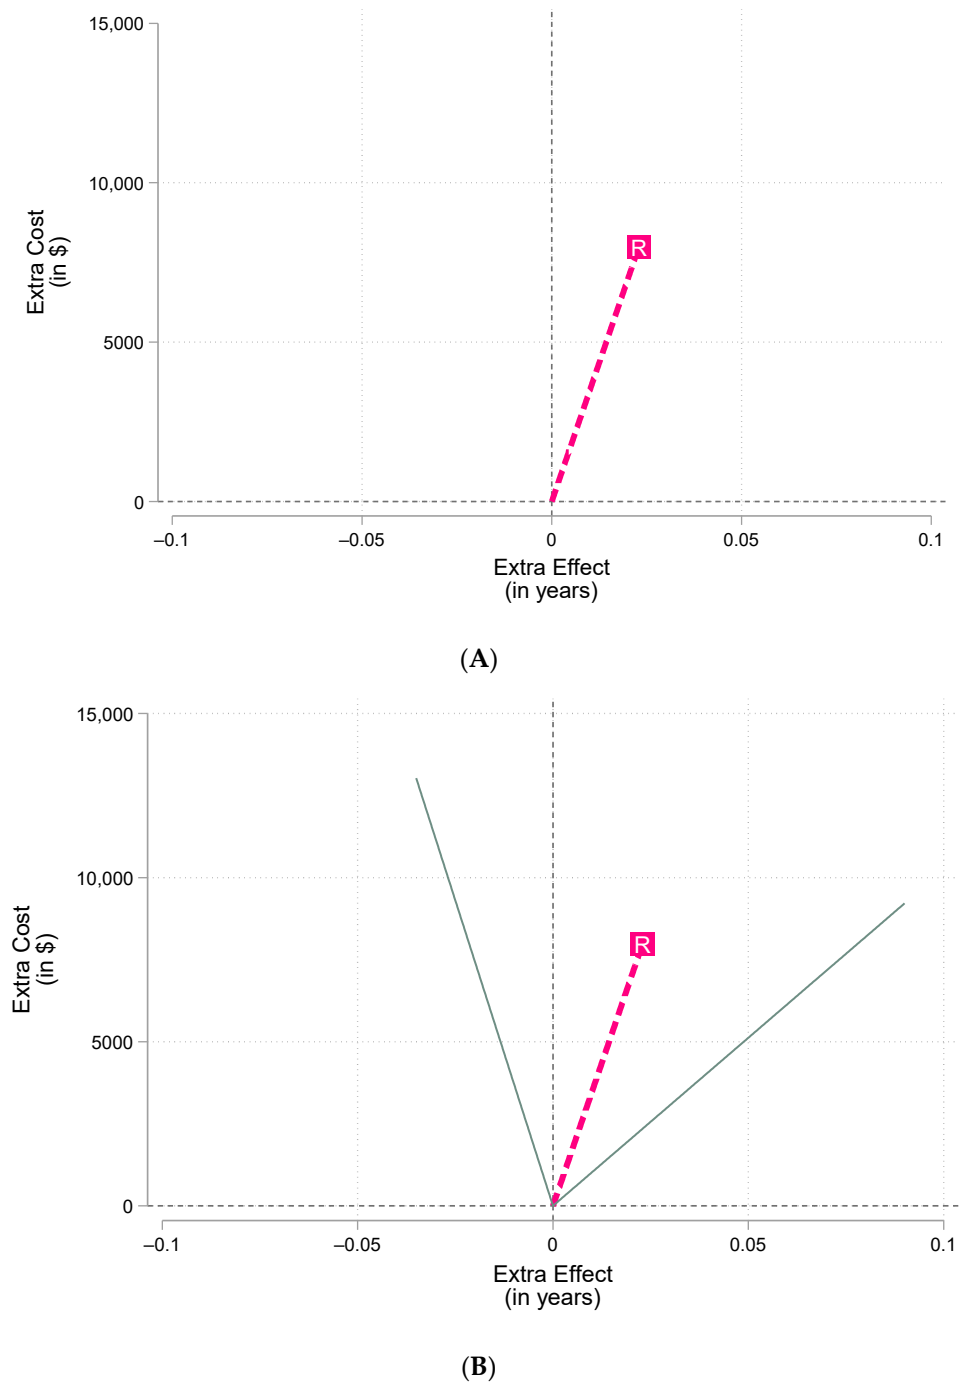 15,000
10,000
5000
0
Extra Cost
(in $)
R
–0.1
–0.05
0
0.05
0.1
Extra Effect
(in years)
(A)
15,000
10,000
5000
0
Extra Cost
(in $)
R
–0.1
–0.05
0
0.05
0.1
Extra Effect
(in years)
(B)